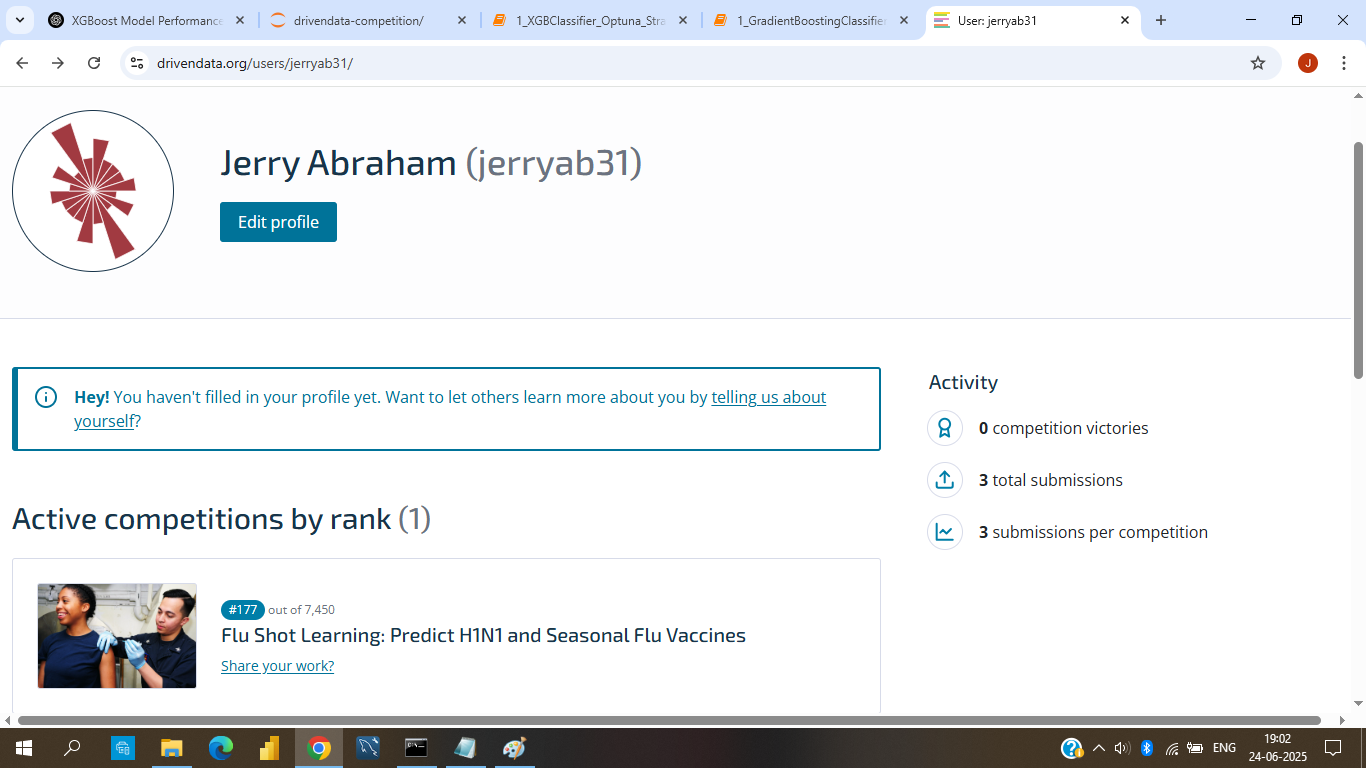 XGBoost Model Performance
drivendata-competition/
1_XGBClassifier_Optuna_Stra
1_GradientBoostingClassifier
User: jerryab31
drivendata.org/users/jerryab31/
J
Jerry Abraham (jerryab31)
Edit profile
Hey! You haven't filled in your profile yet. Want to let others learn more about you by telling us about
yourself?
Activity
0 competition victories
3 total submissions
3 submissions per competition
Active competitions by rank (1)
#177 out of 7,450
Flu Shot Learning: Predict H1N1 and Seasonal Flu Vaccines
Share your work?
ENG
19:02
24-06-2025